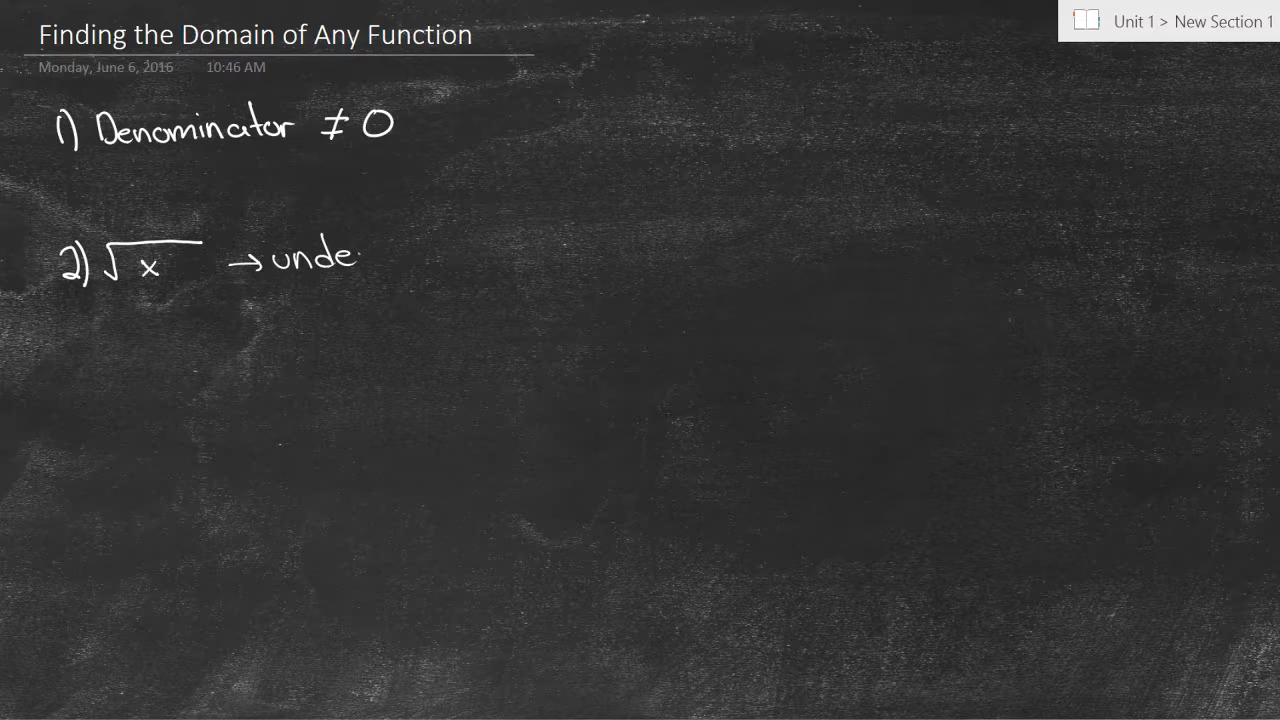 Finding the Domain of Any Function
Unit 1 > New Section 1
Monday, June 6, 2016 10:46 AM
1) Denominator ≠ 0
2) √x → unde